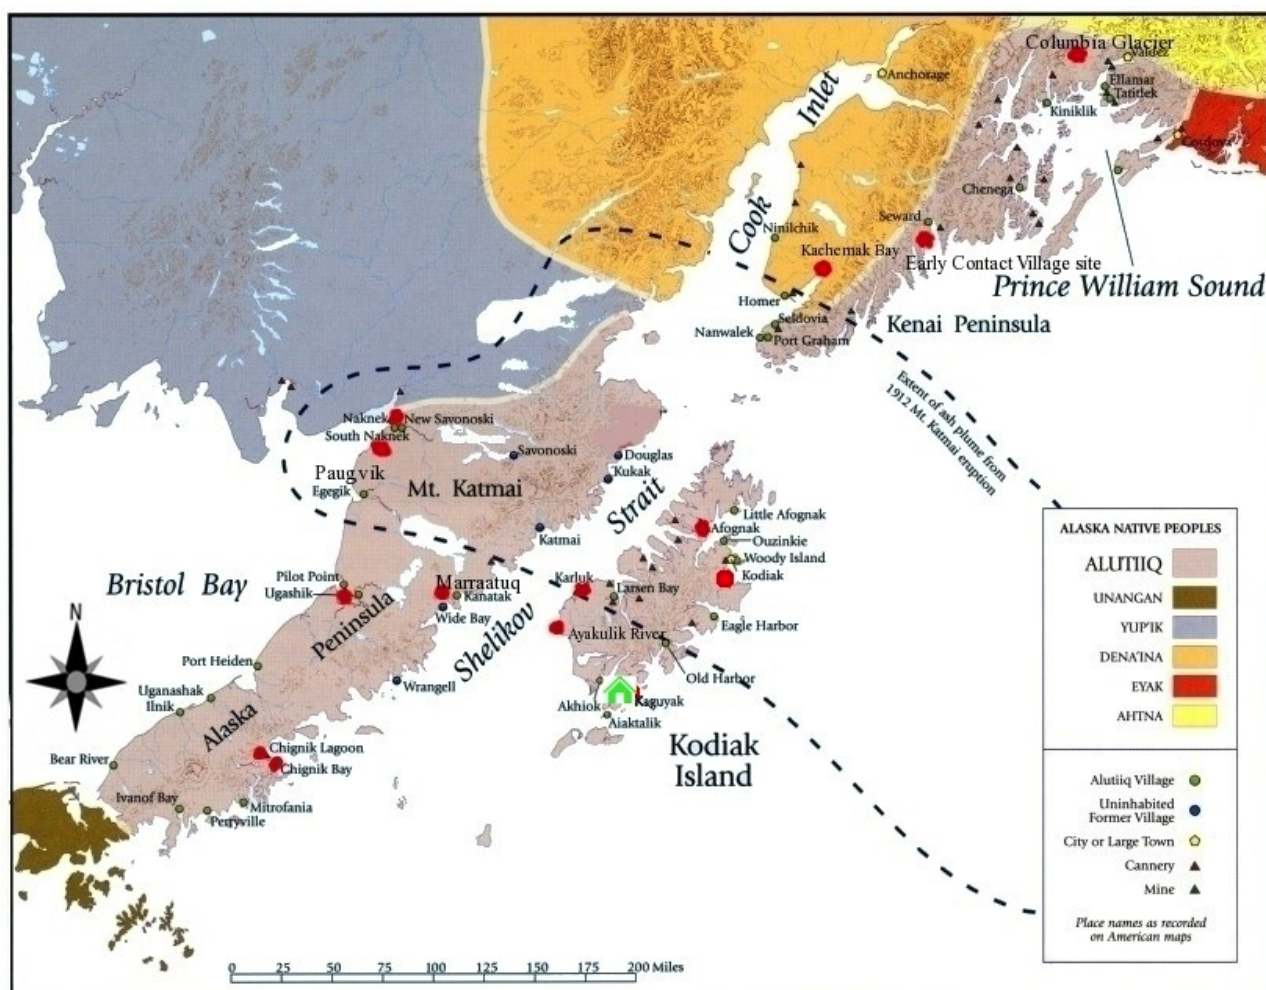 Columbia Glacier
Valdez
Ellamar
Tatitlek
Kiniklik
Cordova
Anchorage
Cook Inlet
Chenega
Seward
Ninilchik
Kachemak Bay
Early Contact Village site
Prince William Sound
Homer
Seldovia
Nanwalek
Port Graham
Kenai Peninsula
Extent of ash plume from
1912 Mt. Katmai eruption
Naknek
New Savonoski
South Naknek
Savonoski
Douglas
Paugvik
Kukak
Egegik
Mt. Katmai
Shelikov Strait
Little Afognak
Afognak
Ouzinkie
Katmai
Woody Island
Kodiak
Bristol Bay
Pilot Point
Ugashik
Marraatuq
Kanatak
Wide Bay
Karluk
Larsen Bay
Ayakulik River
Eagle Harbor
Alaska Peninsula
Port Heiden
Wrangell
Old Harbor
Uganashak
Ilnik
Akhiok
Kaguyak
Aiaktalik
Kodiak
Island
Chignik Lagoon
Chignik Bay
Bear River
Ivanof Bay
Mitrofania
Perryville
N
0 25 50 75 100 125 150 175 200 Miles
ALASKA NATIVE PEOPLES
ALUTIIQ
UNANGAN
YUP'IK
DENA'INA
EYAK
AHTNA
Alutiiq Village
Uninhabited
Former Village
City or Large Town
Cannery
Mine
Place names as recorded
on American maps